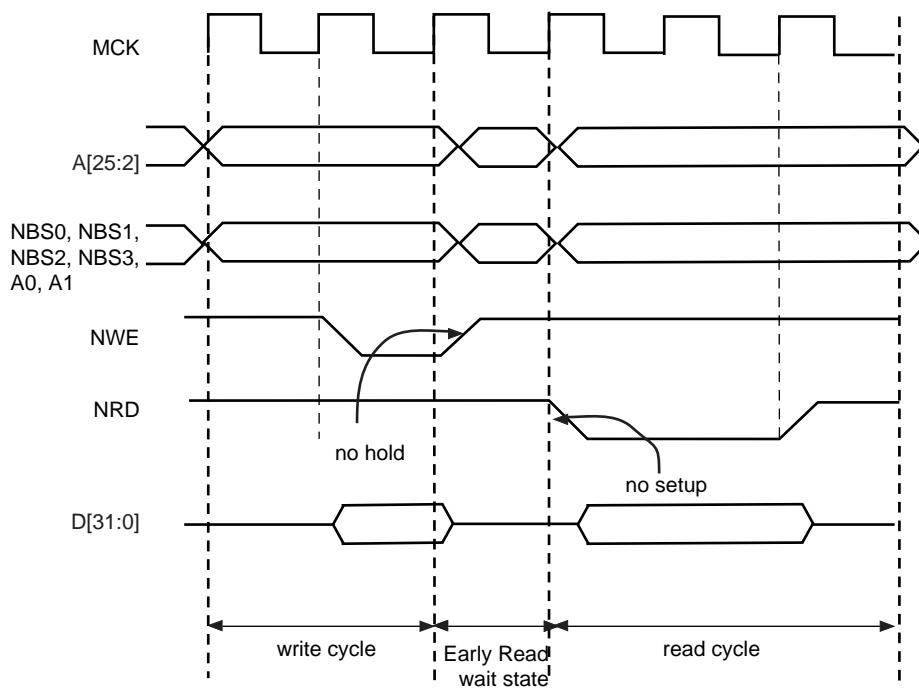 MCK
A[25:2]
NBS0, NBS1,
NBS2, NBS3,
A0, A1
NWE
NRD
no hold
no setup
D[31:0]
write cycle
Early Read
wait state
read cycle